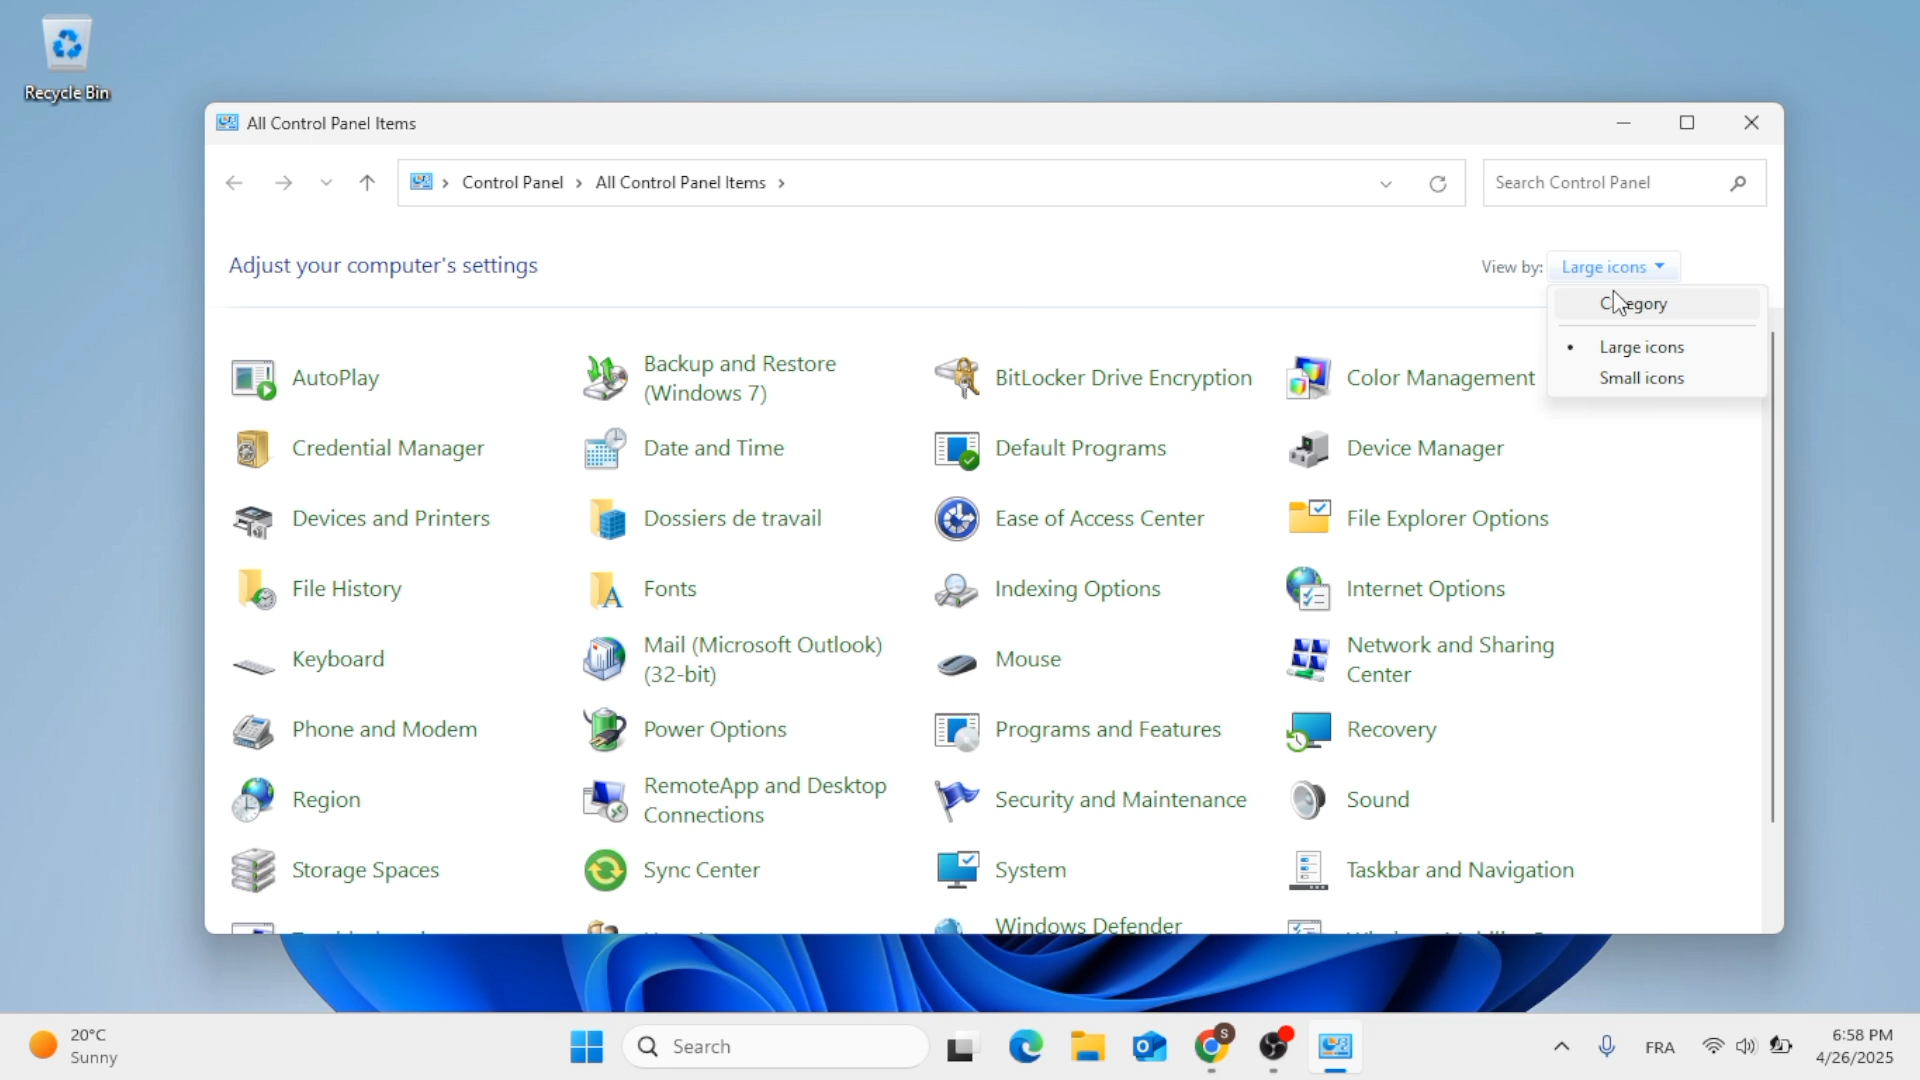 Recycle Bin
All Control Panel Items
Control Panel
All Control Panel Items
Search Control Panel
Adjust your computer's settings
View by: Large icons
Category
Large icons
Small icons
AutoPlay
Backup and Restore
(Windows 7)
BitLocker Drive Encryption
Color Management
Credential Manager
Date and Time
Default Programs
Device Manager
Devices and Printers
Dossiers de travail
Ease of Access Center
File Explorer Options
File History
Fonts
Indexing Options
Internet Options
Keyboard
Mail (Microsoft Outlook)
(32-bit)
Mouse
Network and Sharing
Center
Phone and Modem
Power Options
Programs and Features
Recovery
Region
RemoteApp and Desktop
Connections
Security and Maintenance
Sound
Storage Spaces
Sync Center
System
Taskbar and Navigation
Windows Defender
20°C
Sunny
Search
S
FRA
6:58 PM
4/26/2025